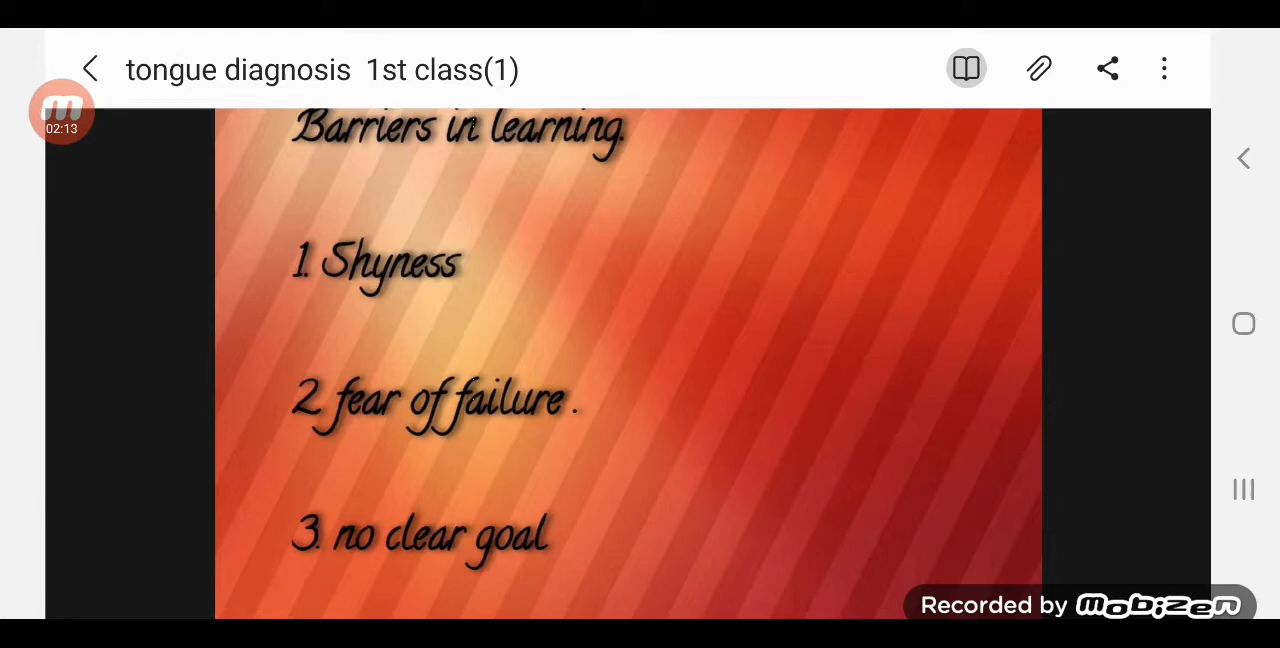 tongue diagnosis 1st class(1)
02:13
Barriers in learning.
1. Shyness
2. fear of failure .
3. no clear goal
Recorded by mobizen